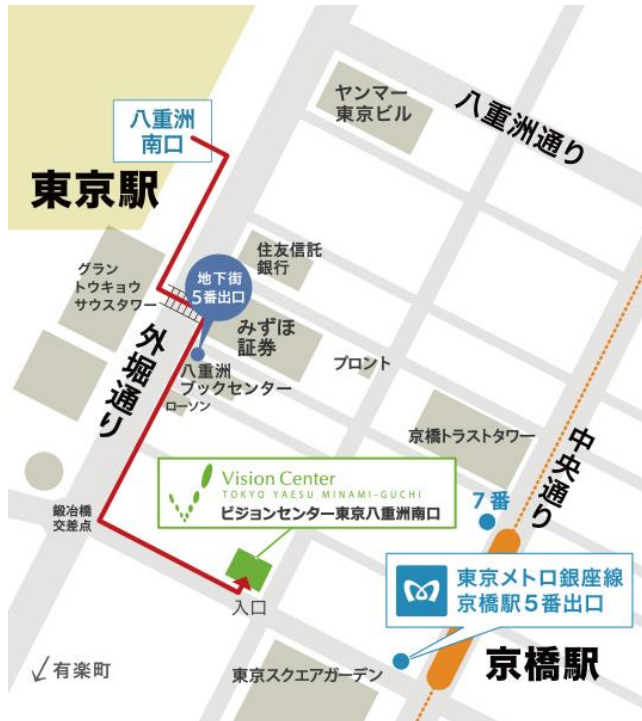 ヤンマー
東京ビル
八重洲通り
八重洲
南口
東京駅
グラン
トウキョウ
サウスタワー
地下街
5番出口
住友信託
銀行
みずほ
証券
外堀通り
八重洲
ブックセンター
ローソン
プロント
京橋トラストタワー
中央通り
Vision Center
TOKYO YAESU MINAMI-GUCHI
ビジョンセンター東京八重洲南口
7番
鍛冶橋
交差点
東京メトロ銀座線
京橋駅5番出口
入口
有楽町
東京スクエアガーデン
京橋駅